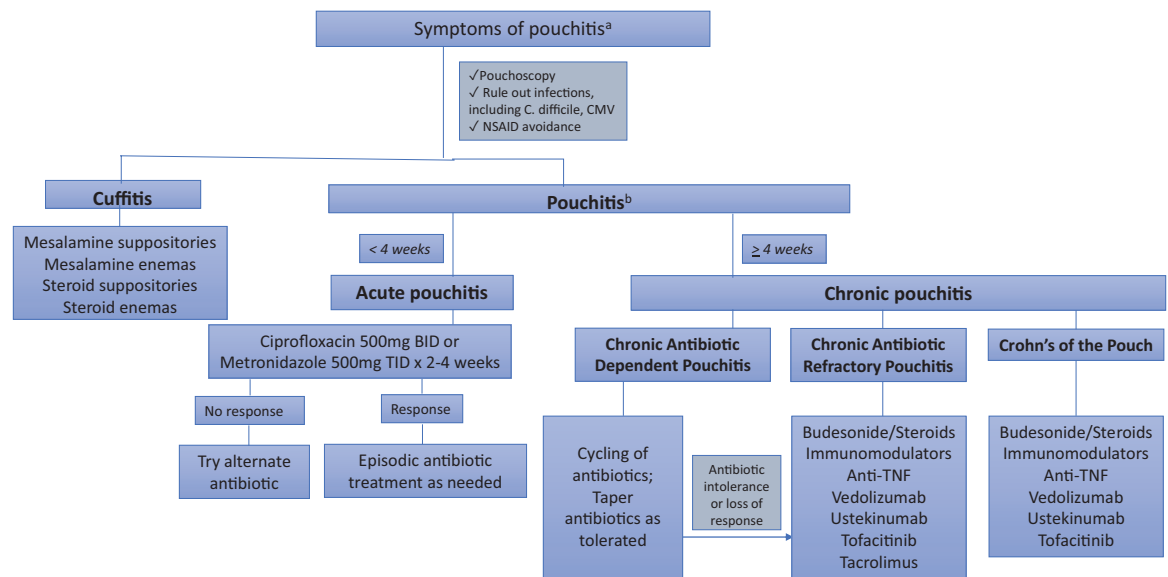 Symptoms of pouchitisᵃ
✓Pouchoscopy
✓ Rule out infections,
including C. difficile, CMV
✓ NSAID avoidance
Cuffitis
Mesalamine suppositories
Mesalamine enemas
Steroid suppositories
Steroid enemas
Pouchitisᵇ
< 4 weeks
≥ 4 weeks
Acute pouchitis
Ciprofloxacin 500mg BID or
Metronidazole 500mg TID x 2-4 weeks
No response
Response
Try alternate
antibiotic
Episodic antibiotic
treatment as needed
Chronic pouchitis
Chronic Antibiotic
Dependent Pouchitis
Cycling of
antibiotics;
Taper
antibiotics as
tolerated
Antibiotic
intolerance
or loss of
response
Chronic Antibiotic
Refractory Pouchitis
Budesonide/Steroids
Immunomodulators
Anti-TNF
Vedolizumab
Ustekinumab
Tofacitinib
Tacrolimus
Crohn's of the Pouch
Budesonide/Steroids
Immunomodulators
Anti-TNF
Vedolizumab
Ustekinumab
Tofacitinib